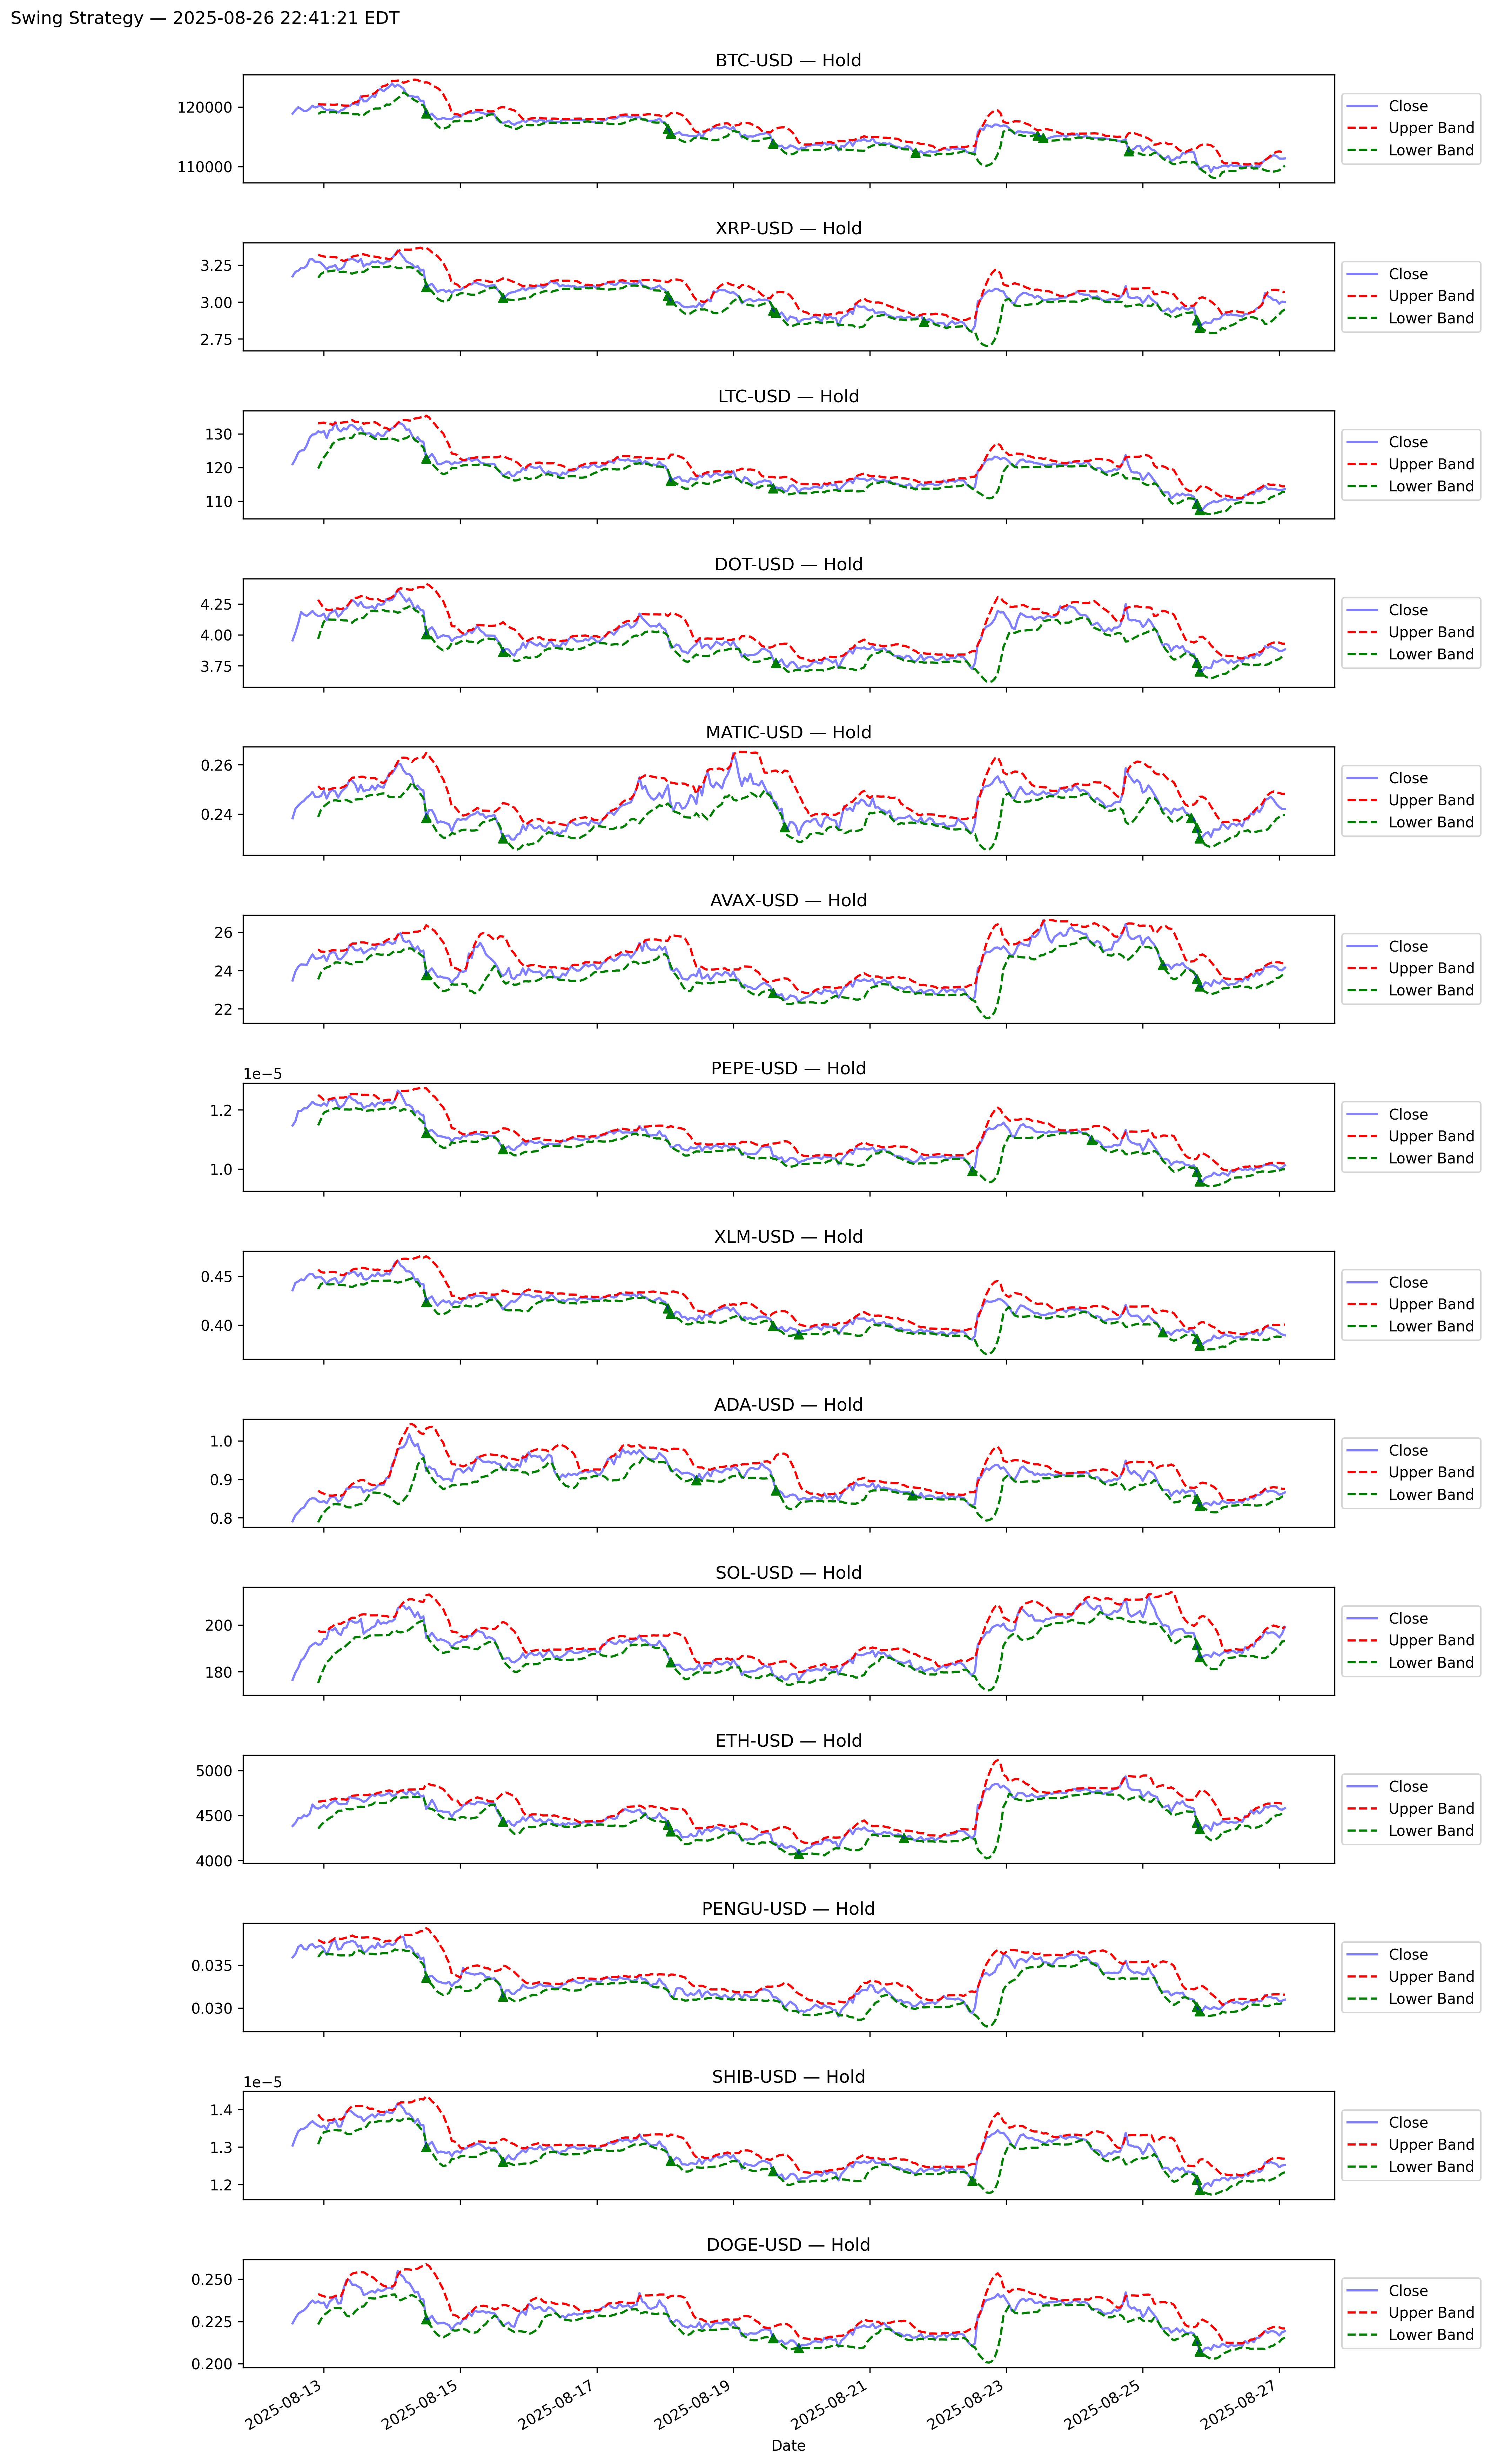 Swing Strategy — 2025-08-26 22:41:21 EDT
BTC-USD — Hold
120000
110000
Close
Upper Band
Lower Band
XRP-USD — Hold
3.25
3.00
2.75
Close
Upper Band
Lower Band
LTC-USD — Hold
130
120
110
Close
Upper Band
Lower Band
DOT-USD — Hold
4.25
4.00
3.75
Close
Upper Band
Lower Band
MATIC-USD — Hold
0.26
0.24
Close
Upper Band
Lower Band
AVAX-USD — Hold
26
24
22
Close
Upper Band
Lower Band
PEPE-USD — Hold
1e−5
1.2
1.0
Close
Upper Band
Lower Band
XLM-USD — Hold
0.45
0.40
Close
Upper Band
Lower Band
ADA-USD — Hold
1.0
0.9
0.8
Close
Upper Band
Lower Band
SOL-USD — Hold
200
180
Close
Upper Band
Lower Band
ETH-USD — Hold
5000
4500
4000
Close
Upper Band
Lower Band
PENGU-USD — Hold
0.035
0.030
Close
Upper Band
Lower Band
SHIB-USD — Hold
1e−5
1.4
1.3
1.2
Close
Upper Band
Lower Band
DOGE-USD — Hold
0.250
0.225
0.200
Close
Upper Band
Lower Band
2025-08-13
2025-08-15
2025-08-17
2025-08-19
2025-08-21
2025-08-23
2025-08-25
2025-08-27
Date